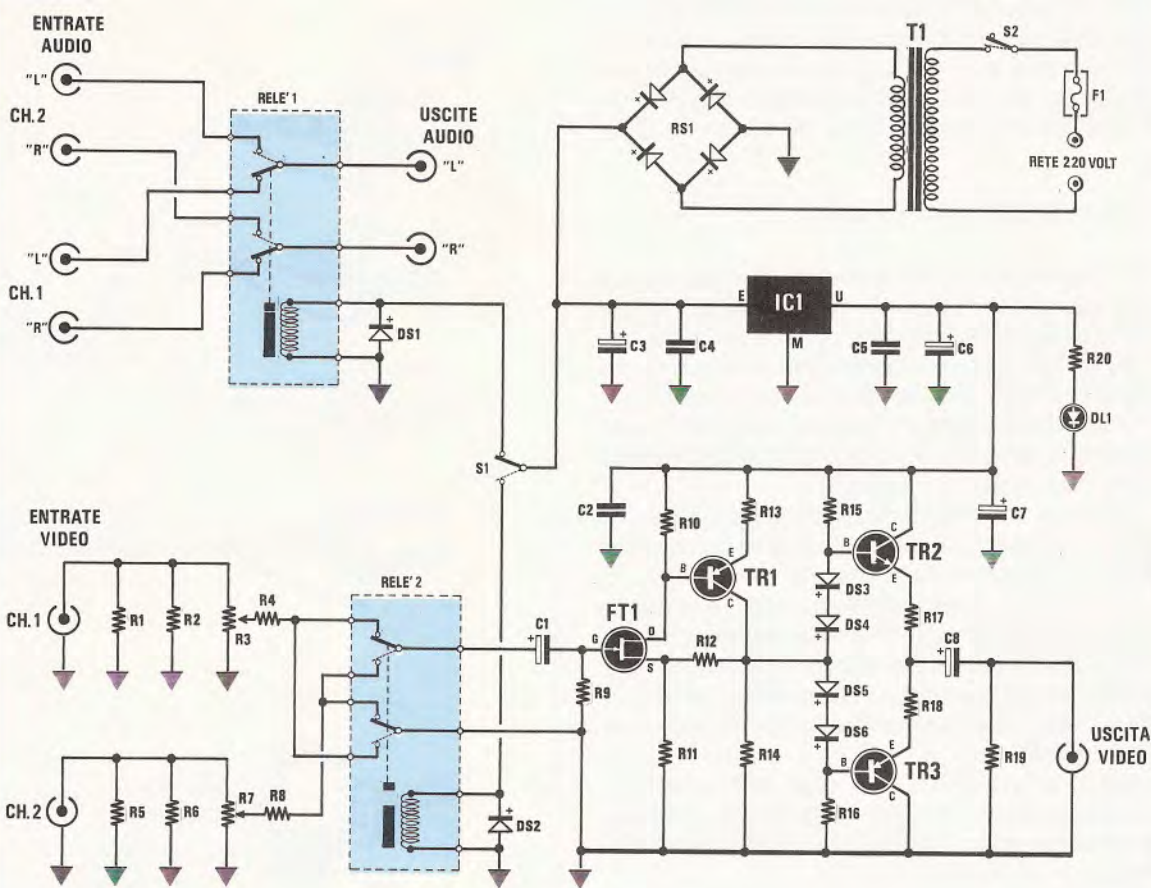 ENTRATE
AUDIO
"L"
CH.2
"R"
"L"
CH.1
"R"
RELE' 1
USCITE
AUDIO
"L"
"R"
+
DS1
RS1
T1
S2
F1
RETE 220 VOLT
E
IC1
U
M
+
C3
C4
C5
+
C6
R20
DL1
S1
ENTRATE
VIDEO
CH.1
R1
R2
R3
R4
CH.2
R5
R6
R7
R8
RELE' 2
+
DS2
+
C1
R9
G
FT1
D
S
C2
R10
R13
B
E
TR1
C
R12
R11
R14
R15
B
C
TR2
E
DS3
+
DS4
+
DS5
+
DS6
+
R17
R18
B
E
TR3
C
R16
+
C7
+
C8
R19
USCITA
VIDEO